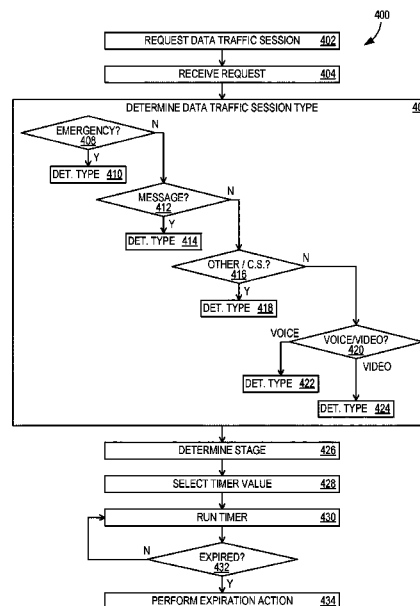 400
REQUEST DATA TRAFFIC SESSION 402
RECEIVE REQUEST 404
DETERMINE DATA TRAFFIC SESSION TYPE
EMERGENCY?
408
N
Y
DET. TYPE 410
MESSAGE?
412
N
Y
DET. TYPE 414
OTHER / C.S.?
416
N
Y
DET. TYPE 418
VOICE
VOICE/VIDEO?
420
VIDEO
DET. TYPE 422
DET. TYPE 424
DETERMINE STAGE 426
SELECT TIMER VALUE 428
RUN TIMER 430
N
EXPIRED?
432
Y
PERFORM EXPIRATION ACTION 434